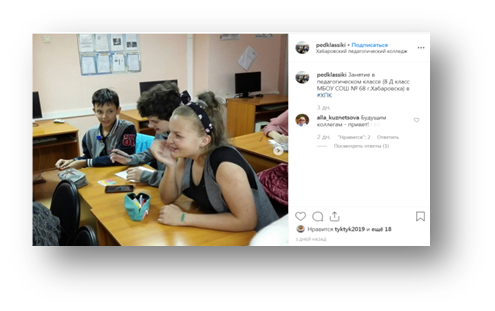 pedklassiki • Подписаться
Хабаровский педагогический колледж
pedklassiki Занятие в
педагогическом классе (8 Д класс
МБОУ СОШ № 68 г.Хабаровска) в
#ХПК
3 дн.
alla_kuznetsova Будущим
коллегам - привет!
2 дн. "Нравится": 2 Ответить
Посмотреть ответы (1)
Нравится tyktyk2019 и ещё 18
3 ДНЕЙ НАЗАД